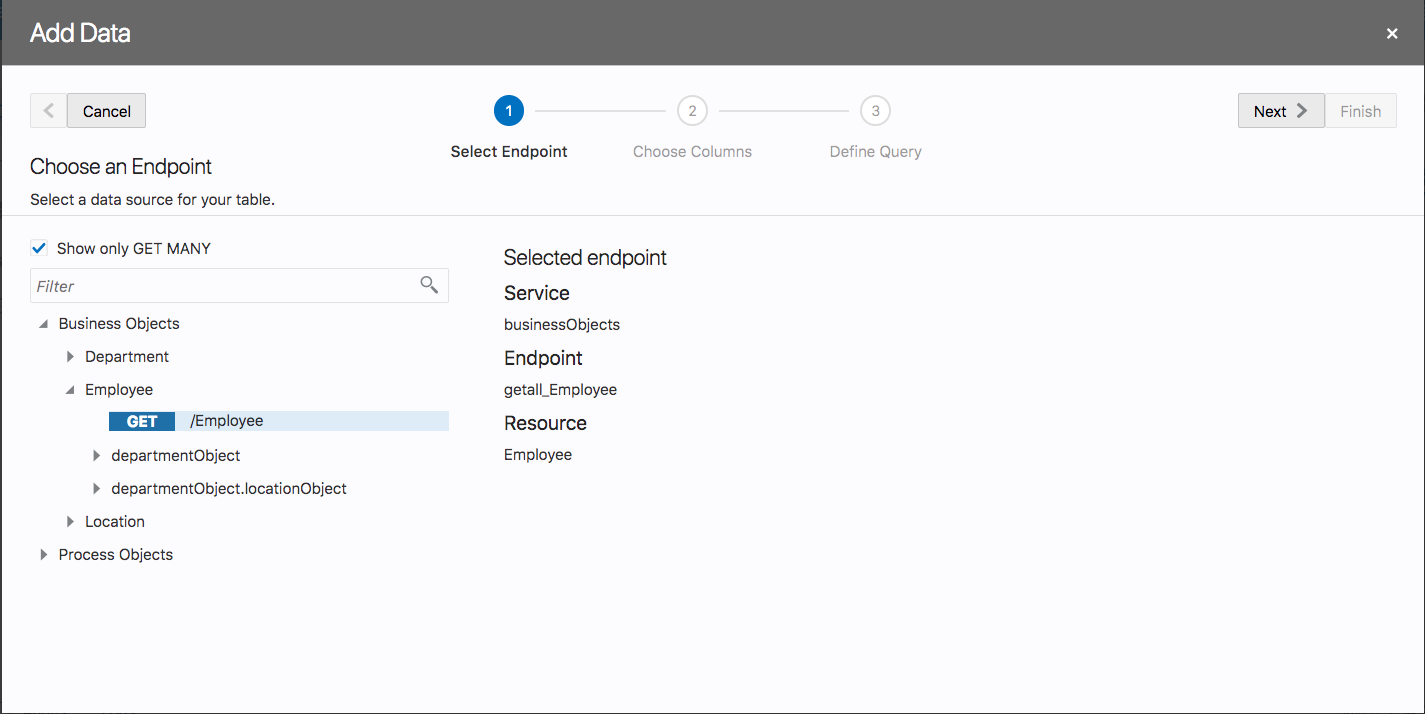 Add Data
×
Cancel
1
2
3
Next
Finish
Select Endpoint
Choose Columns
Define Query
Choose an Endpoint
Select a data source for your table.
Show only GET MANY
Filter
Business Objects
Department
Employee
GET /Employee
departmentObject
departmentObject.locationObject
Location
Process Objects
Selected endpoint
Service
businessObjects
Endpoint
getall_Employee
Resource
Employee